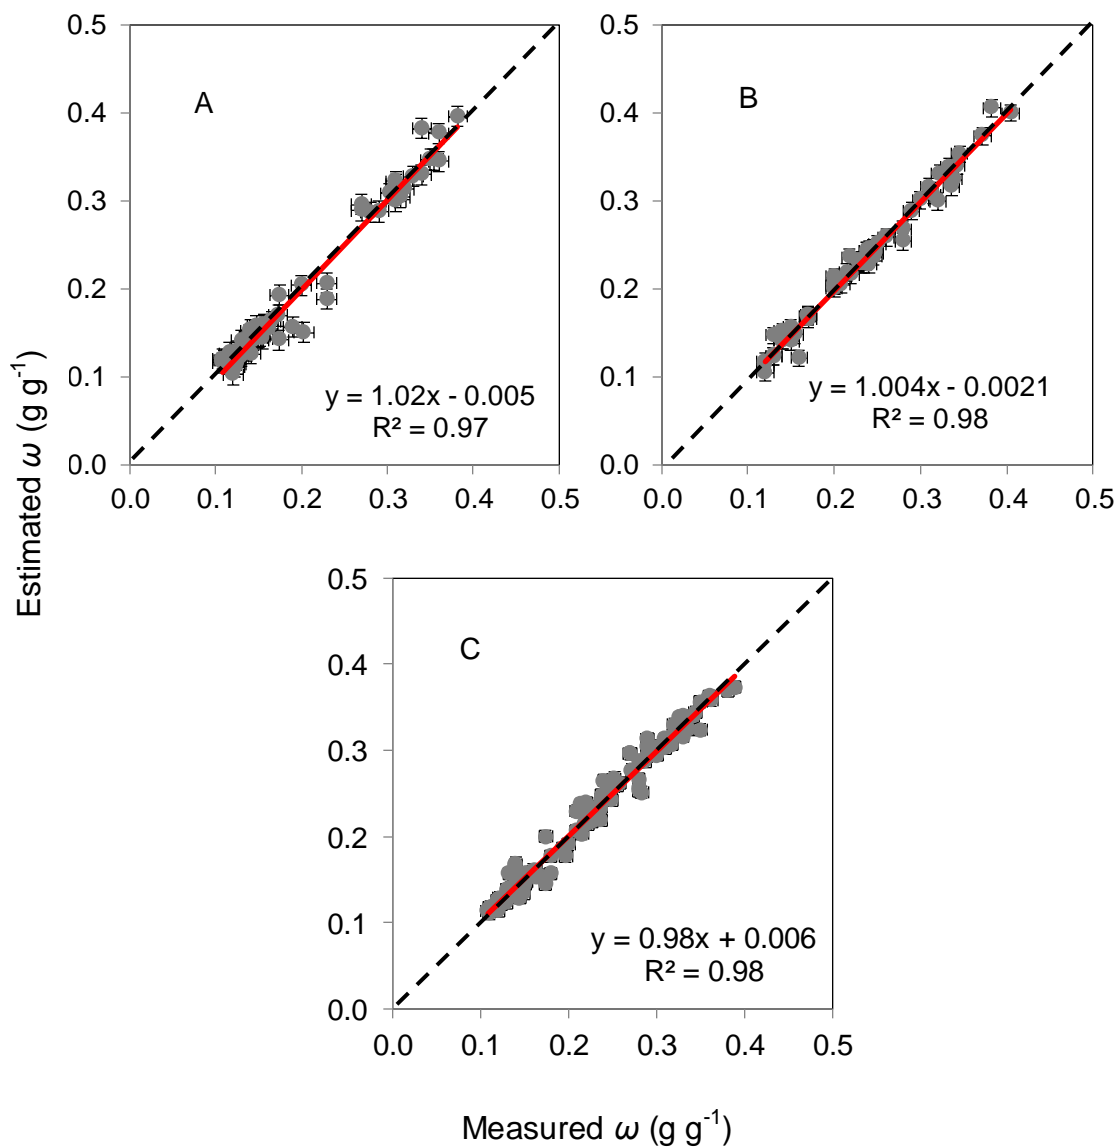 0.5
0.4
0.3
0.2
0.1
0.0
0.0 0.1 0.2 0.3 0.4 0.5
A
y = 1.02x - 0.005
R² = 0.97
0.5
0.4
0.3
0.2
0.1
0.0
0.0 0.1 0.2 0.3 0.4 0.5
B
y = 1.004x - 0.0021
R² = 0.98
Estimated ω (g g⁻¹)
0.5
0.4
0.3
0.2
0.1
0.0
0.0 0.1 0.2 0.3 0.4 0.5
C
y = 0.98x + 0.006
R² = 0.98
Measured ω (g g⁻¹)